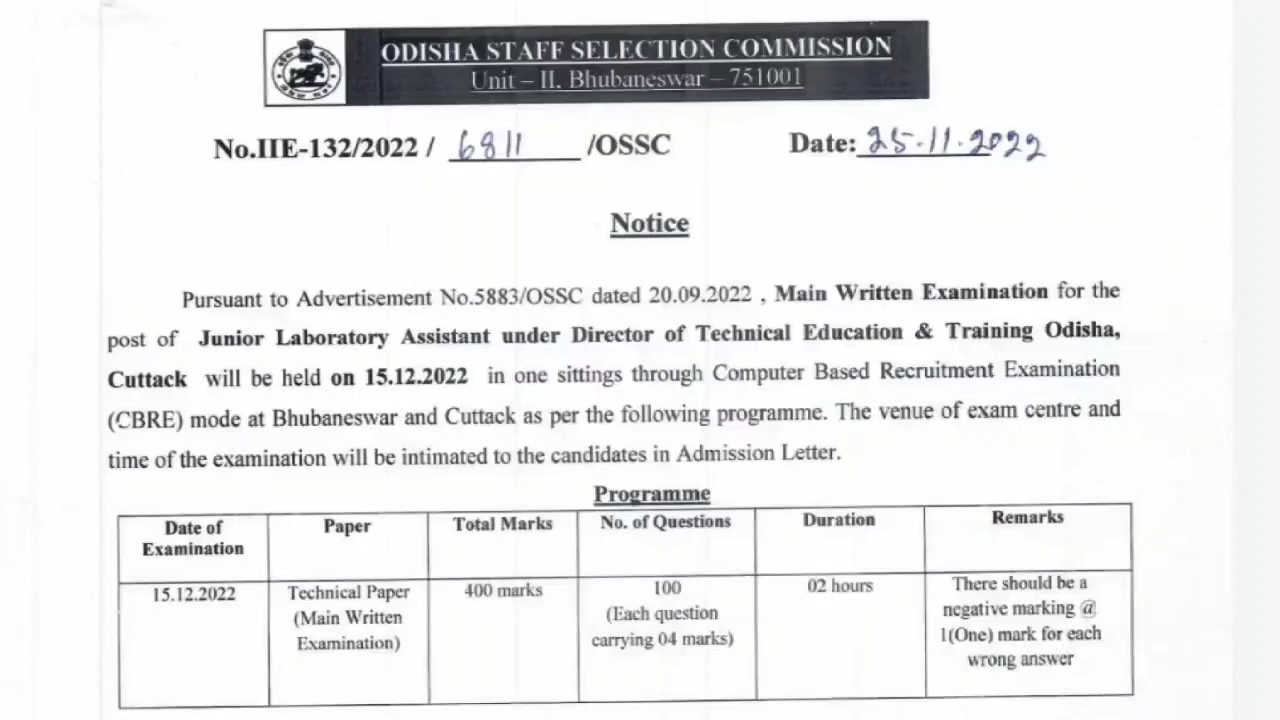 ODISHA STAFF SELECTION COMMISSION
Unit – II, Bhubaneswar – 751001
No.IIE-132/2022 / 6811 /OSSC Date: 25.11.2022
Notice
Pursuant to Advertisement No.5883/OSSC dated 20.09.2022 , Main Written Examination for the
post of Junior Laboratory Assistant under Director of Technical Education & Training Odisha,
Cuttack will be held on 15.12.2022 in one sittings through Computer Based Recruitment Examination
(CBRE) mode at Bhubaneswar and Cuttack as per the following programme. The venue of exam centre and
time of the examination will be intimated to the candidates in Admission Letter.
Programme
Date of
Examination
Paper
Total Marks
No. of Questions
Duration
Remarks
15.12.2022
Technical Paper
(Main Written
Examination)
400 marks
100
(Each question
carrying 04 marks)
02 hours
There should be a
negative marking @
1(One) mark for each
wrong answer